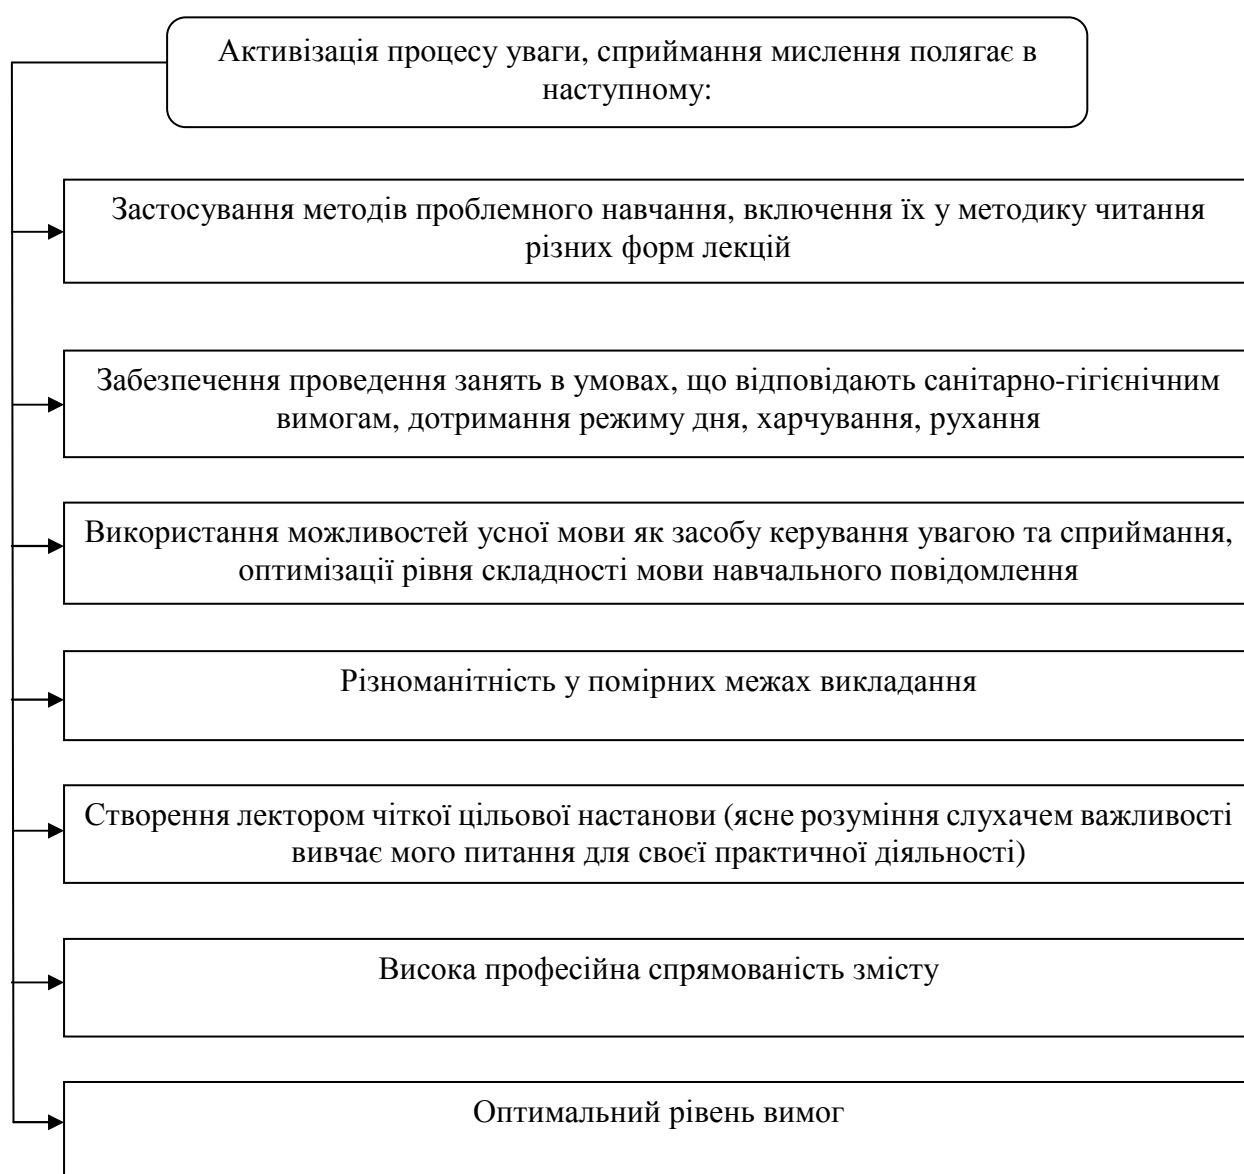 Активізація процесу уваги, сприймання мислення полягає в
наступному:
Застосування методів проблемного навчання, включення їх у методику читання
різних форм лекцій
Забезпечення проведення занять в умовах, що відповідають санітарно-гігієнічним
вимогам, дотримання режиму дня, харчування, рухання
Використання можливостей усної мови як засобу керування увагою та сприймання,
оптимізації рівня складності мови навчального повідомлення
Різноманітність у помірних межах викладання
Створення лектором чіткої цільової настанови (ясне розуміння слухачем важливості
вивчає мого питання для своєї практичної діяльності)
Висока професійна спрямованість змісту
Оптимальний рівень вимог